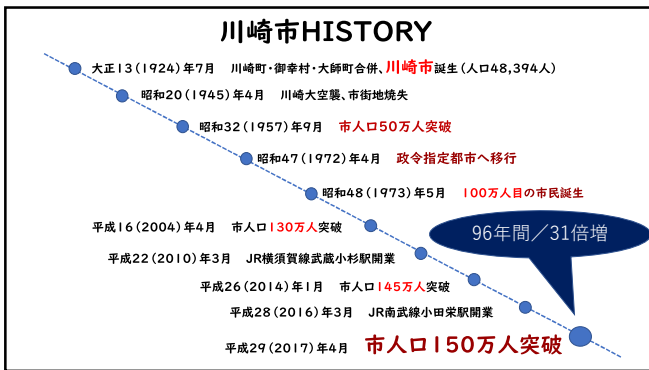 川崎市HISTORY
大正13(1924)年7月 川崎町・御幸村・大師町合併、川崎市誕生(人口48,394人)
昭和20(1945)年4月 川崎大空襲、市街地焼失
昭和32(1957)年9月 市人口50万人突破
昭和47(1972)年4月 政令指定都市へ移行
昭和48(1973)年5月 100万人目の市民誕生
平成16(2004)年4月 市人口130万人突破
96年間／31倍増
平成22(2010)年3月 JR横須賀線武蔵小杉駅開業
平成26(2014)年1月 市人口145万人突破
平成28(2016)年3月 JR南武線小田栄駅開業
平成29(2017)年4月 市人口150万人突破